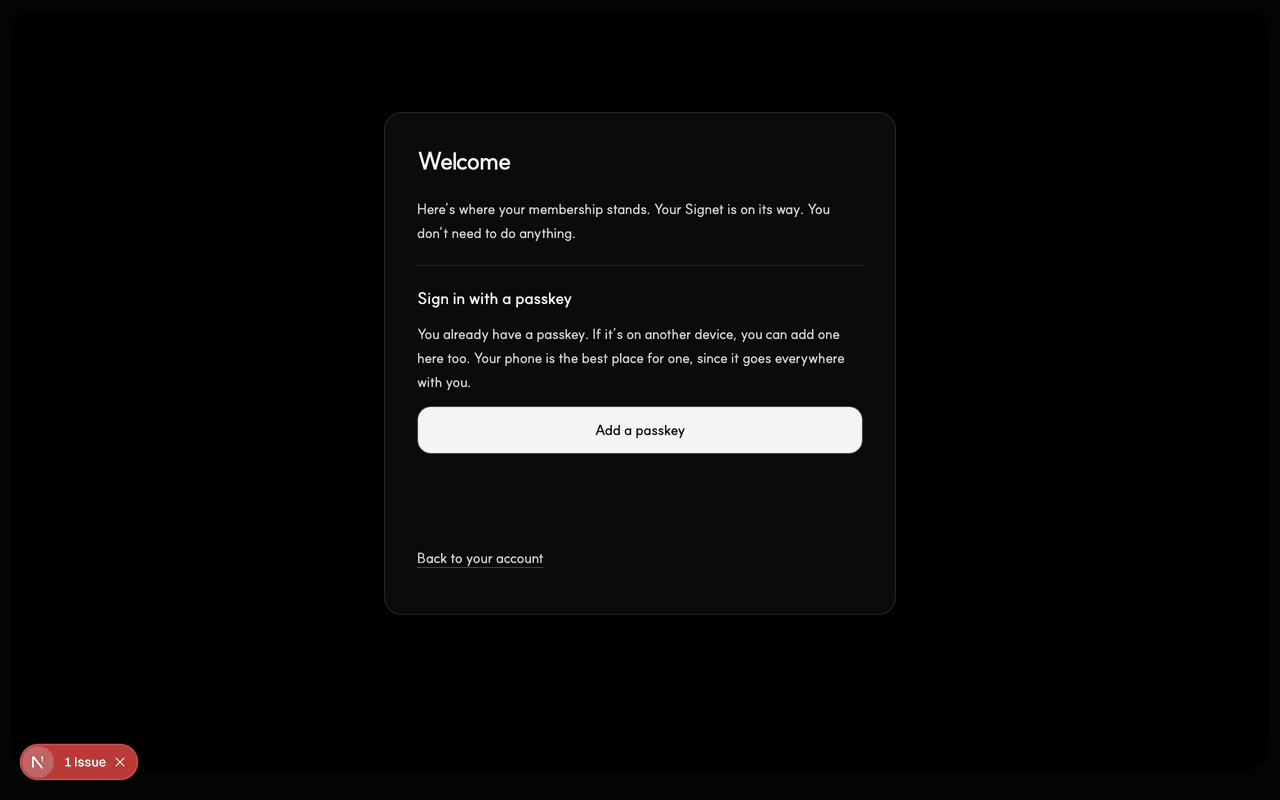 Welcome
Here's where your membership stands. Your Signet is on its way. You
don't need to do anything.
Sign in with a passkey
You already have a passkey. If it's on another device, you can add one
here too. Your phone is the best place for one, since it goes everywhere
with you.
Add a passkey
Back to your account
N 1 Issue